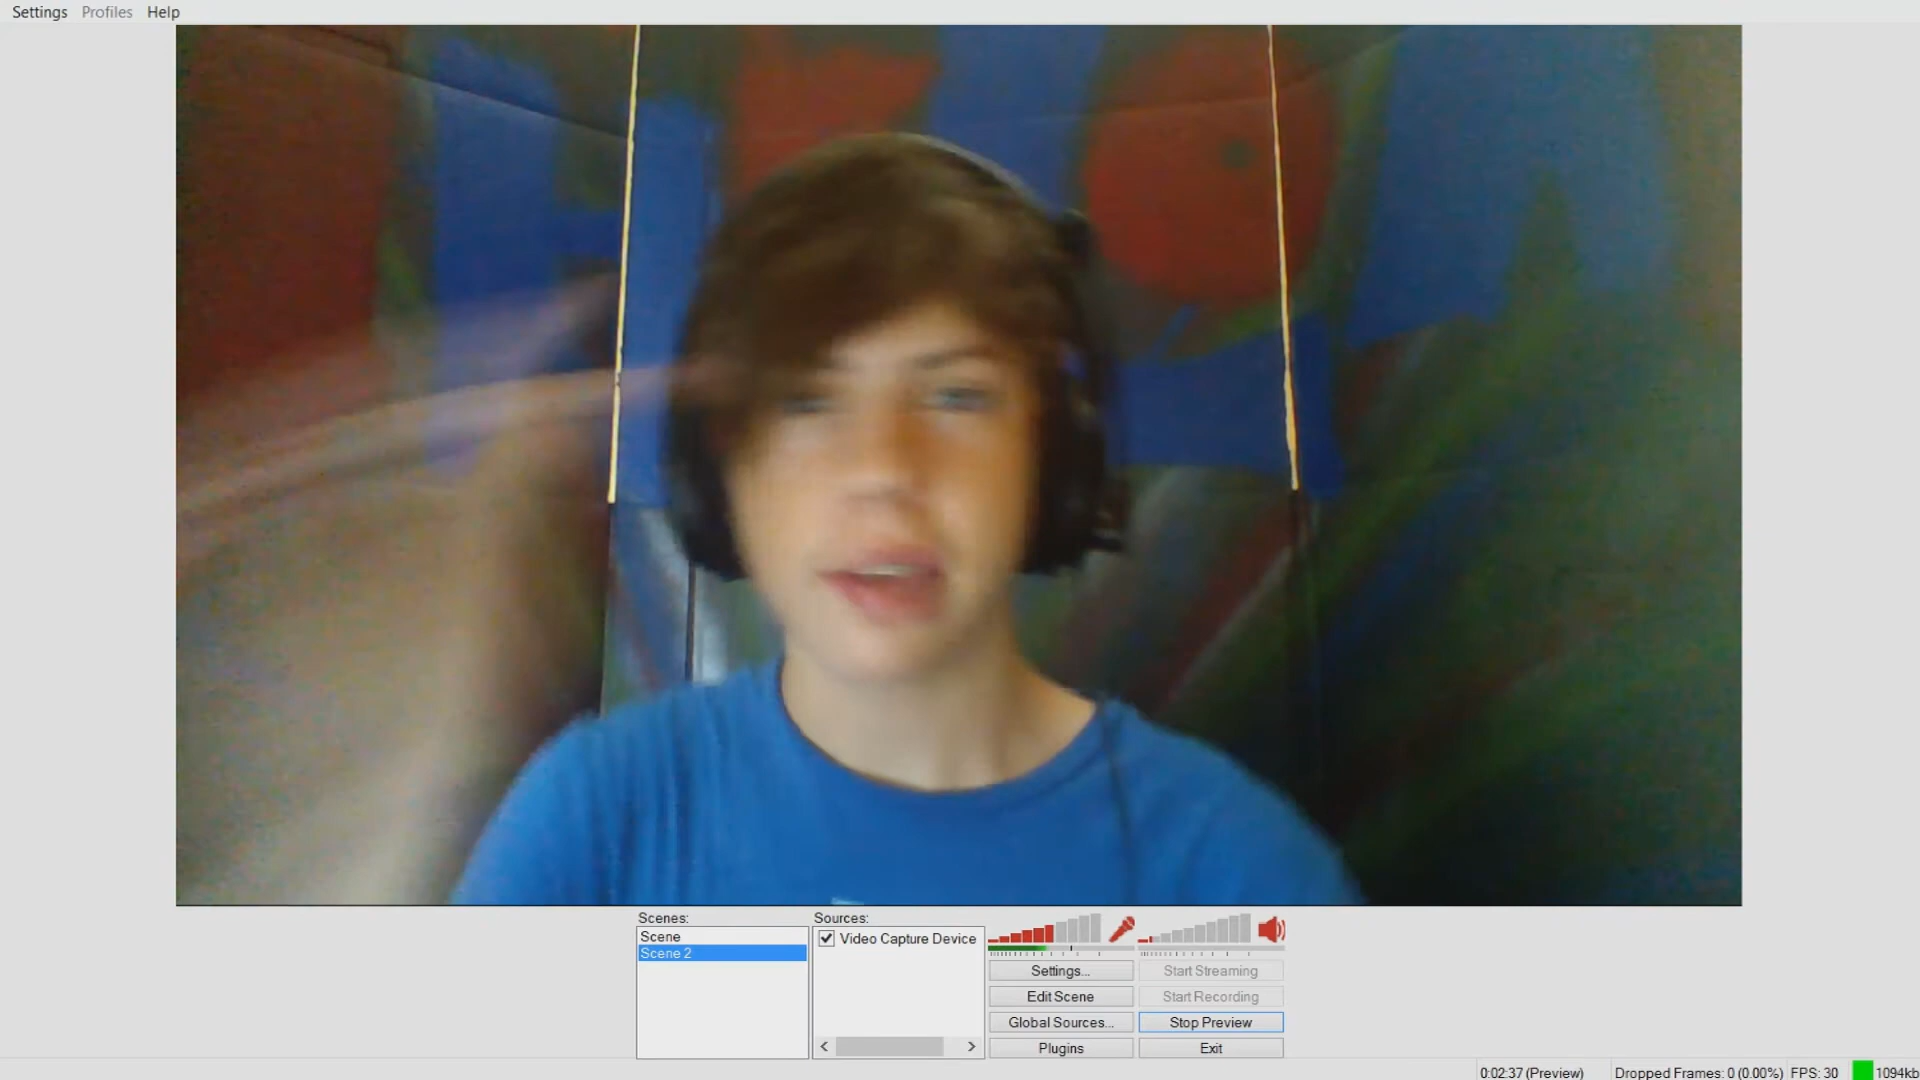 Settings Profiles Help
Scenes:
Scene
Scene 2
Sources:
Video Capture Device
Settings...
Start Streaming
Edit Scene
Start Recording
Global Sources...
Stop Preview
Plugins
Exit
0:02:37 (Preview) Dropped Frames: 0 (0.00%) FPS: 30 1094kb